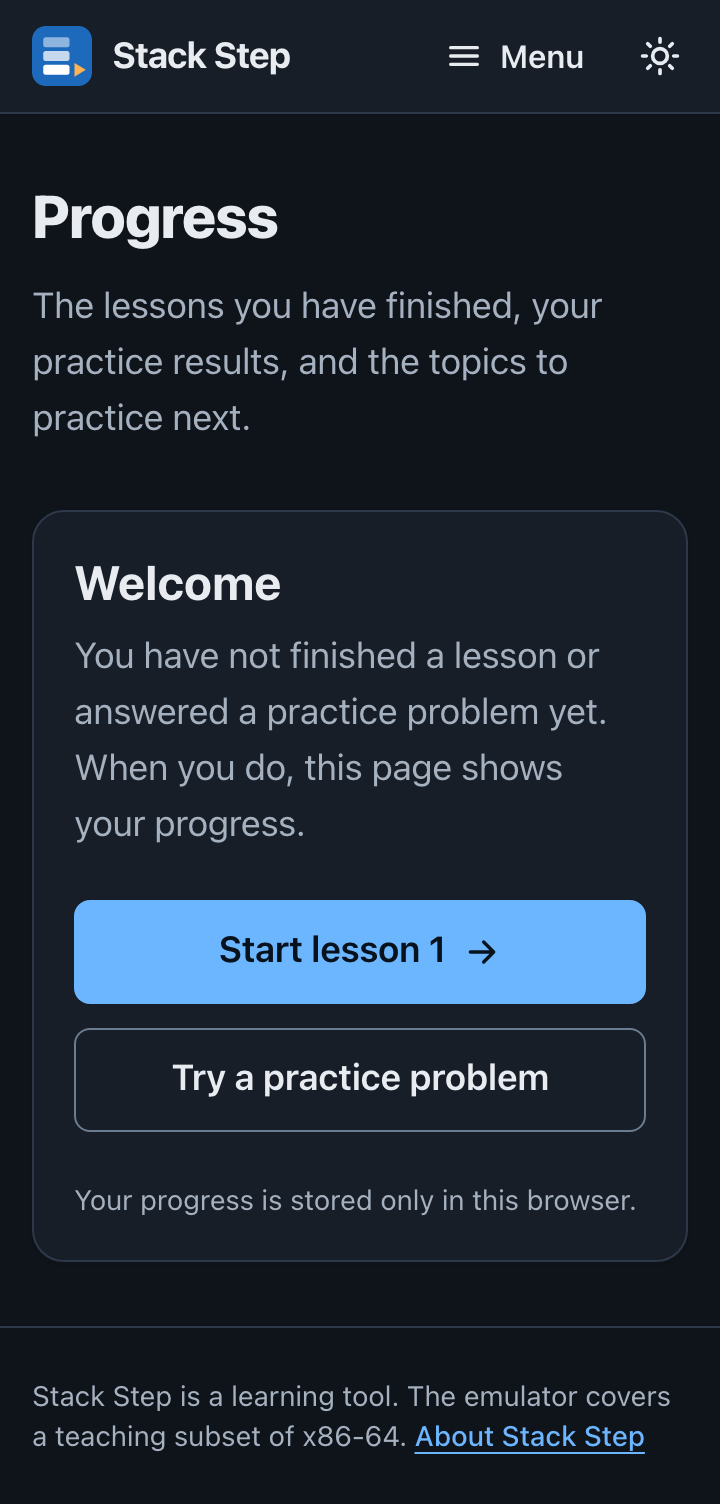 Stack Step
Menu
Progress
The lessons you have finished, your
practice results, and the topics to
practice next.
Welcome
You have not finished a lesson or
answered a practice problem yet.
When you do, this page shows
your progress.
Start lesson 1 →
Try a practice problem
Your progress is stored only in this browser.
Stack Step is a learning tool. The emulator covers
a teaching subset of x86-64. About Stack Step